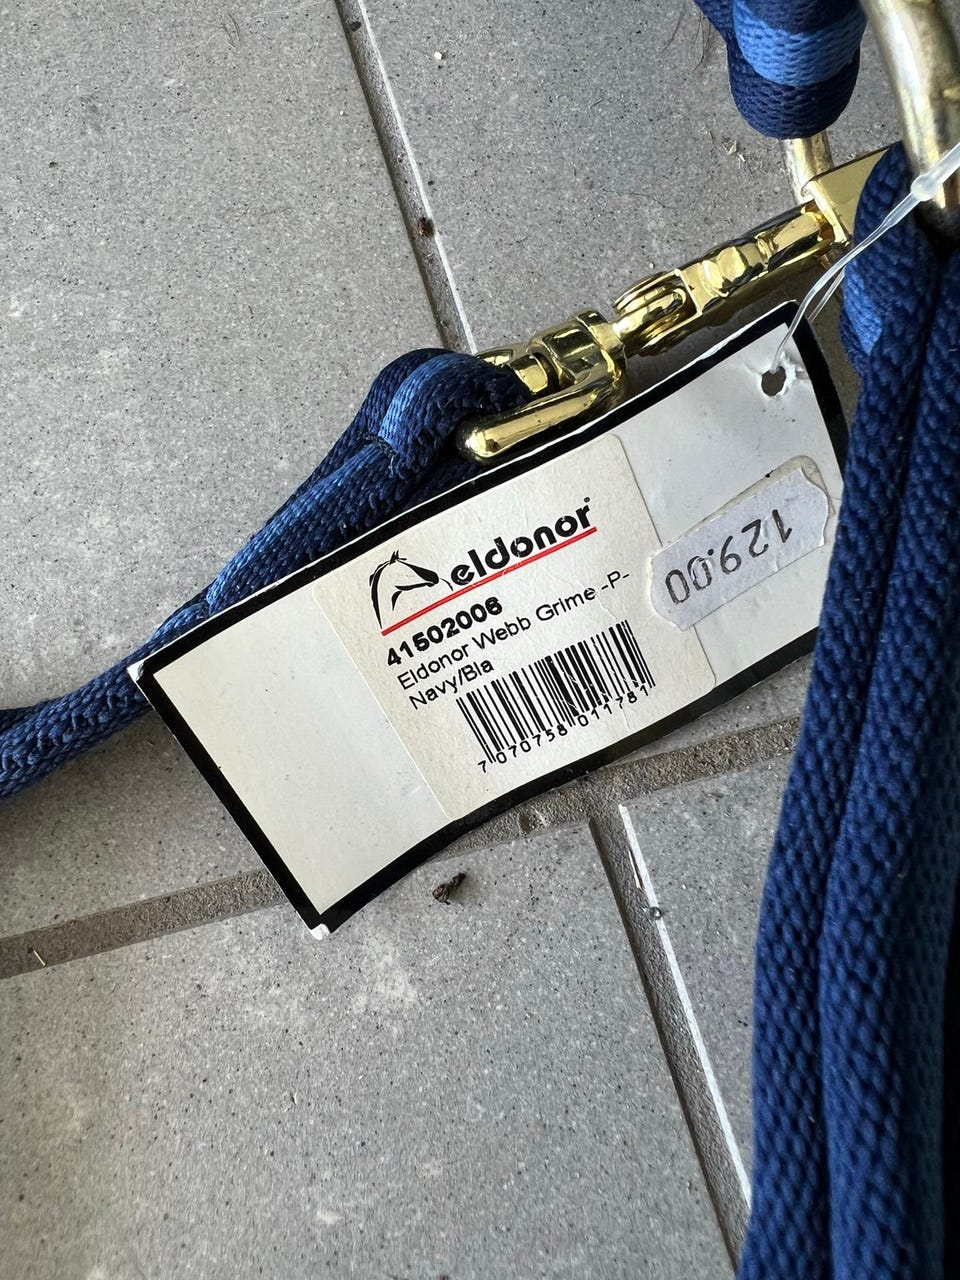 eldonor
41502006
Eldonor Webb Grime -P-
Navy/Bla
7 070758 011781
129.00